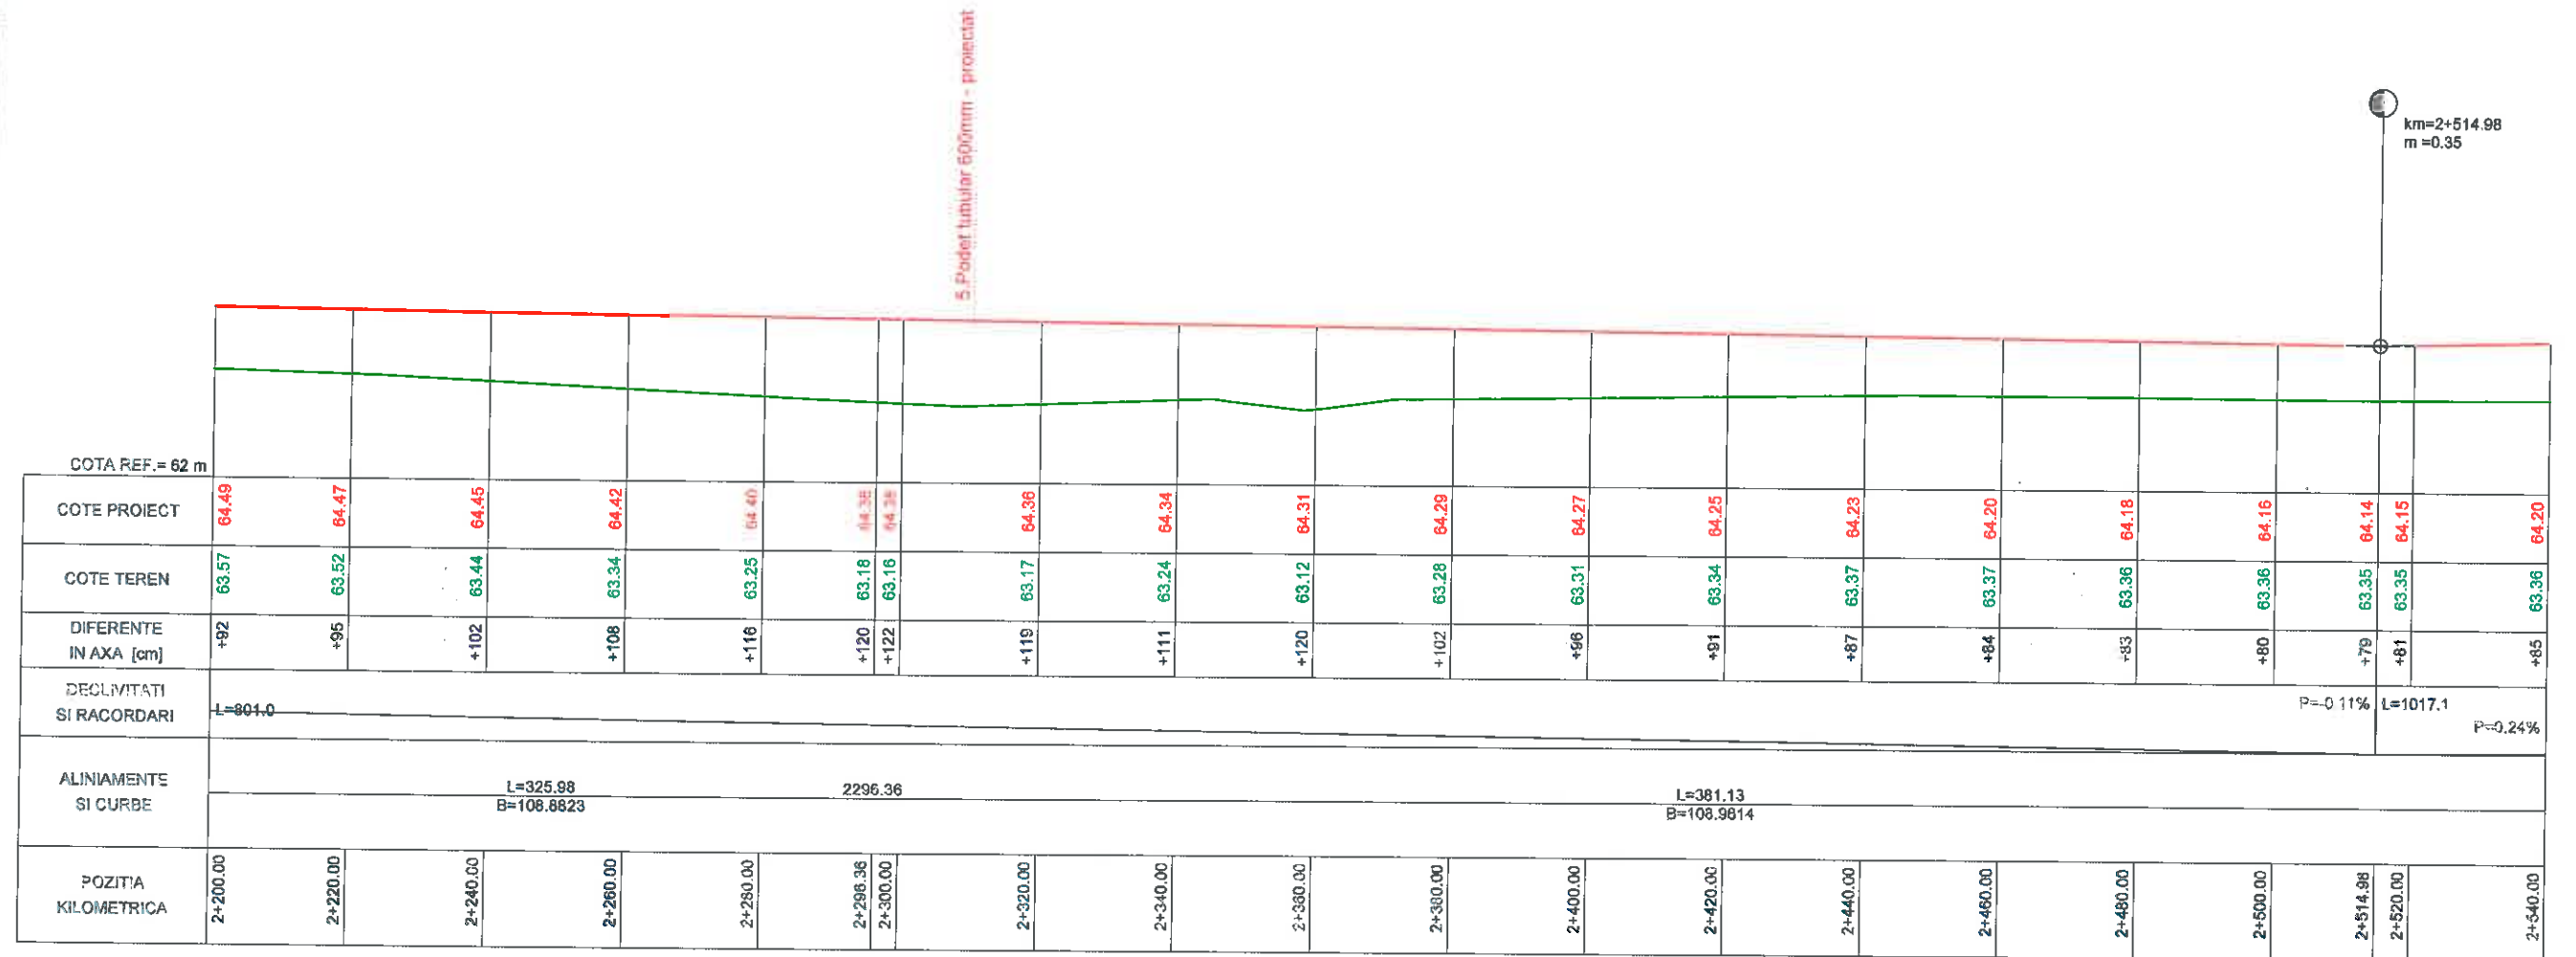 5.Podet tubular 600mm - proiectat
km=2+514.98
m =0.35
COTA REF.= 62 m
COTE PROIECT
64.49 64.47 64.45 64.42 64.40 64.38 64.38 64.36 64.34 64.31 64.29 64.27 64.25 64.23 64.20 64.18 64.16 64.14 64.15 64.20
COTE TEREN
63.57 63.52 63.44 63.34 63.25 63.18 63.16 63.17 63.24 63.12 63.28 63.31 63.34 63.37 63.37 63.36 63.36 63.35 63.35 63.36
DIFERENTE
IN AXA [cm]
+92 +95 +102 +108 +116 +120 +122 +119 +111 +120 +102 +96 +91 +87 +84 +83 +80 +79 +81 +85
DECLIVITATI
SI RACORDARI
L=801.0
P=-0.11% L=1017.1
P=0.24%
ALINIAMENTE
SI CURBE
L=325.98
B=108.8823
2296.36
L=381.13
B=108.9814
POZITIA
KILOMETRICA
2+200.00 2+220.00 2+240.00 2+260.00 2+280.00 2+296.36 2+300.00 2+320.00 2+340.00 2+360.00 2+380.00 2+400.00 2+420.00 2+440.00 2+460.00 2+480.00 2+500.00 2+514.98 2+520.00 2+540.00